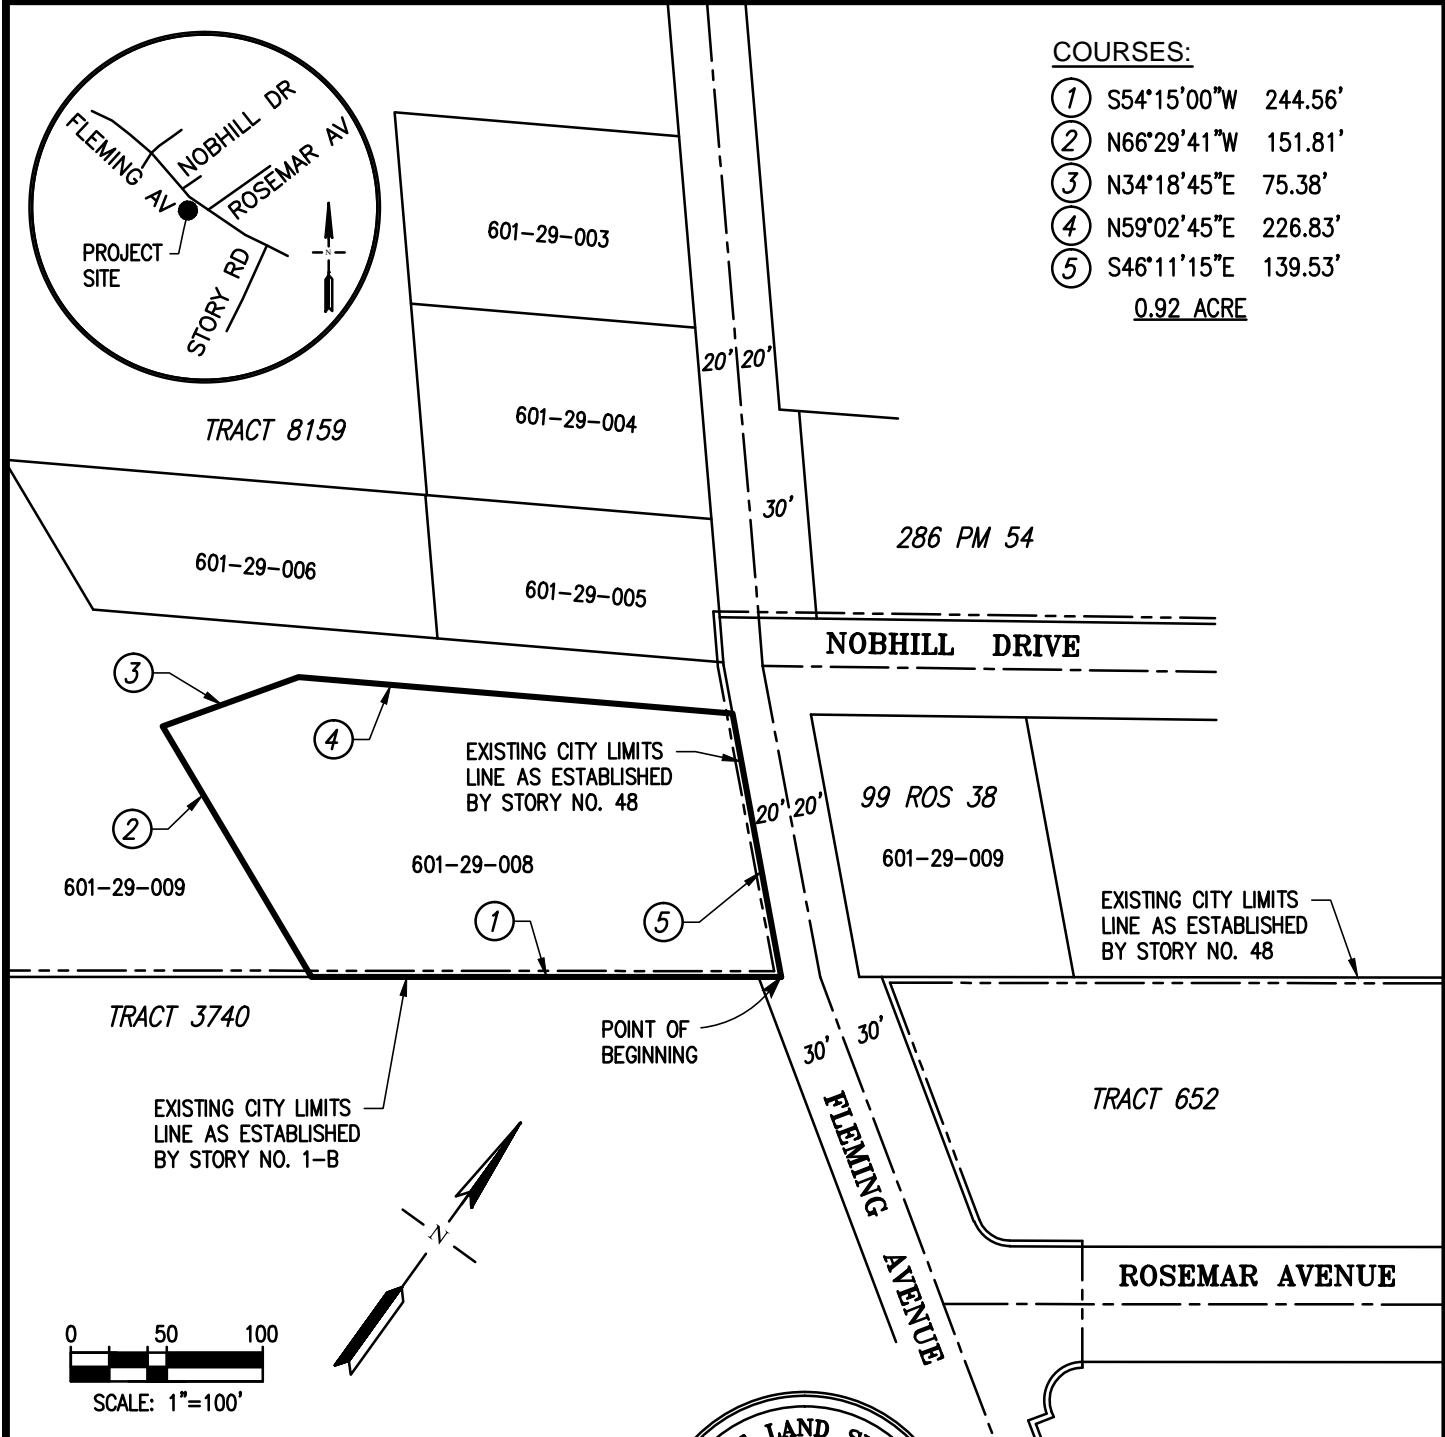 COURSES:
1 S54°15'00"W 244.56'
2 N66°29'41"W 151.81'
3 N34°18'45"E 75.38'
4 N59°02'45"E 226.83'
5 S46°11'15"E 139.53'
0.92 ACRE
FLEMING AV
NOBHILL DR
ROSEMAR AV
PROJECT
SITE
STORY RD
N
601-29-003
20' 20'
601-29-004
TRACT 8159
30'
286 PM 54
601-29-006
601-29-005
NOBHILL DRIVE
3
4
EXISTING CITY LIMITS
LINE AS ESTABLISHED
BY STORY NO. 48
20' 20'
99 ROS 38
601-29-009
2
601-29-008
601-29-009
1
5
EXISTING CITY LIMITS
LINE AS ESTABLISHED
BY STORY NO. 48
TRACT 3740
POINT OF
BEGINNING
30' 30'
EXISTING CITY LIMITS
LINE AS ESTABLISHED
BY STORY NO. 1-B
FLEMING AVENUE
TRACT 652
N
ROSEMAR AVENUE
0 50 100
SCALE: 1"=100'
LAND